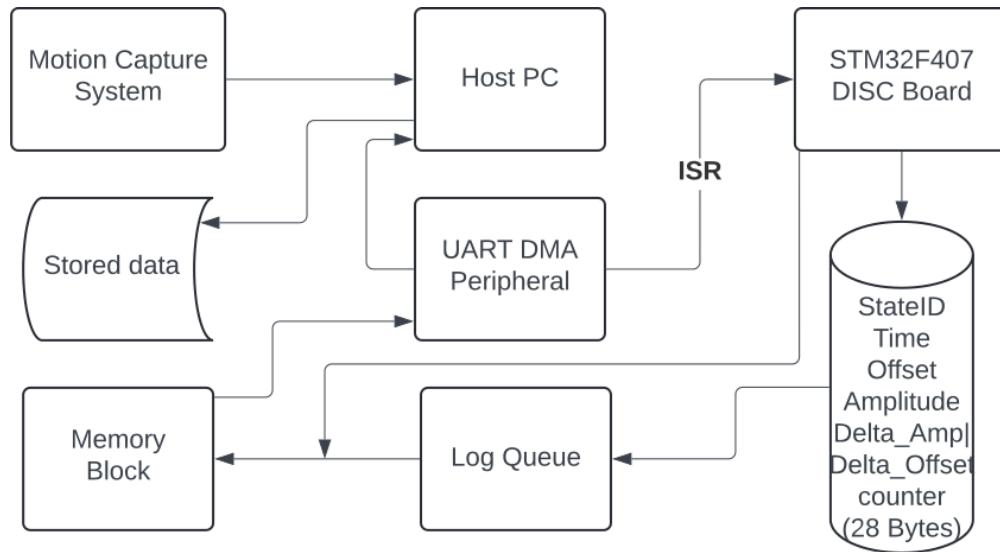 Motion Capture
System
Host PC
STM32F407
DISC Board
ISR
Stored data
UART DMA
Peripheral
StateID
Time
Offset
Amplitude
Delta_Amp|
Delta_Offset
counter
(28 Bytes)
Memory
Block
Log Queue